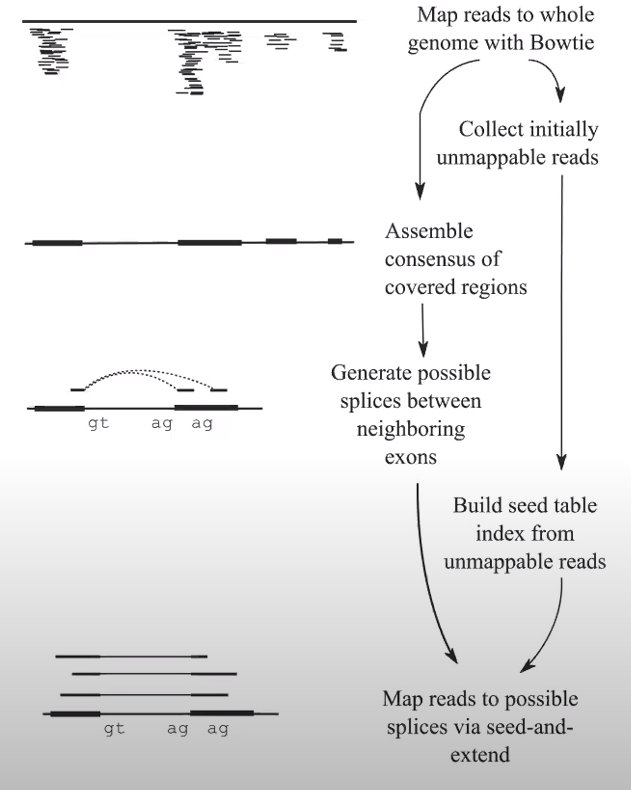 Map reads to whole
genome with Bowtie
Collect initially
unmappable reads
Assemble
consensus of
covered regions
Generate possible
splices between
neighboring
exons
gt ag ag
Build seed table
index from
unmappable reads
Map reads to possible
splices via seed-and-
extend
gt ag ag